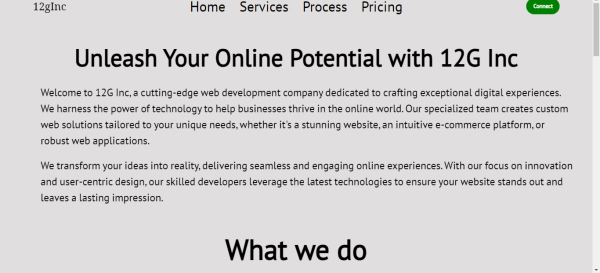 12gInc
Home Services Process Pricing
Connect
Unleash Your Online Potential with 12G Inc
Welcome to 12G Inc, a cutting-edge web development company dedicated to crafting exceptional digital experiences.
We harness the power of technology to help businesses thrive in the online world. Our specialized team creates custom
web solutions tailored to your unique needs, whether it's a stunning website, an intuitive e-commerce platform, or
robust web applications.
We transform your ideas into reality, delivering seamless and engaging online experiences. With our focus on innovation
and user-centric design, our skilled developers leverage the latest technologies to ensure your website stands out and
leaves a lasting impression.
What we do